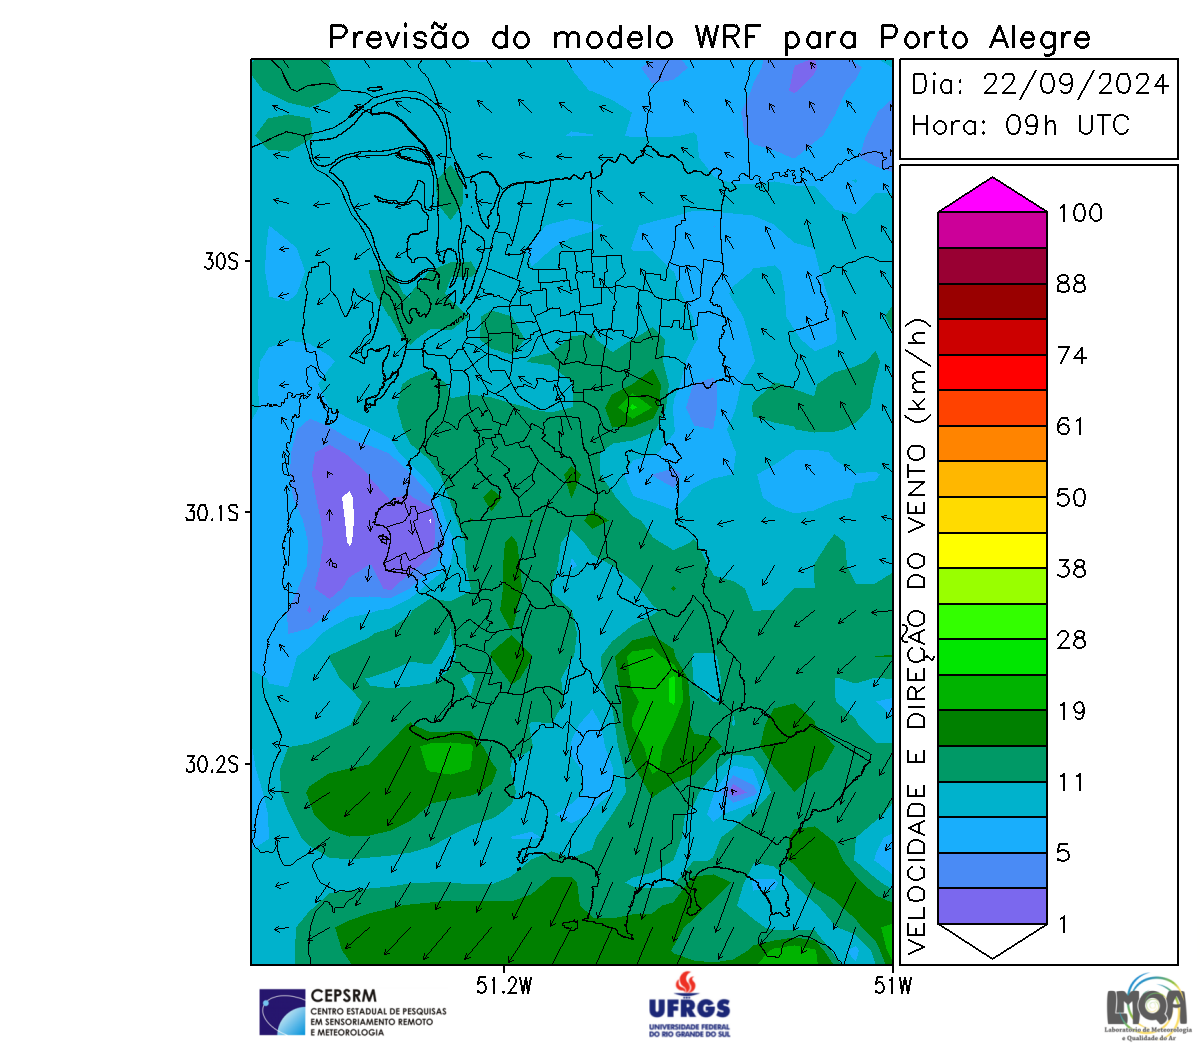 Previsão do modelo WRF para Porto Alegre
Dia: 22/09/2024
Hora: 09h UTC
30S
30.1S
30.2S
51.2W
51W
VELOCIDADE E DIREÇÃO DO VENTO (km/h)
100
88
74
61
50
38
28
19
11
5
1
CEPSRM
CENTRO ESTADUAL DE PESQUISAS
EM SENSORIAMENTO REMOTO
E METEOROLOGIA
UFRGS
UNIVERSIDADE FEDERAL
DO RIO GRANDE DO SUL
LMQA
Laboratório de Meteorologia
e Qualidade do Ar